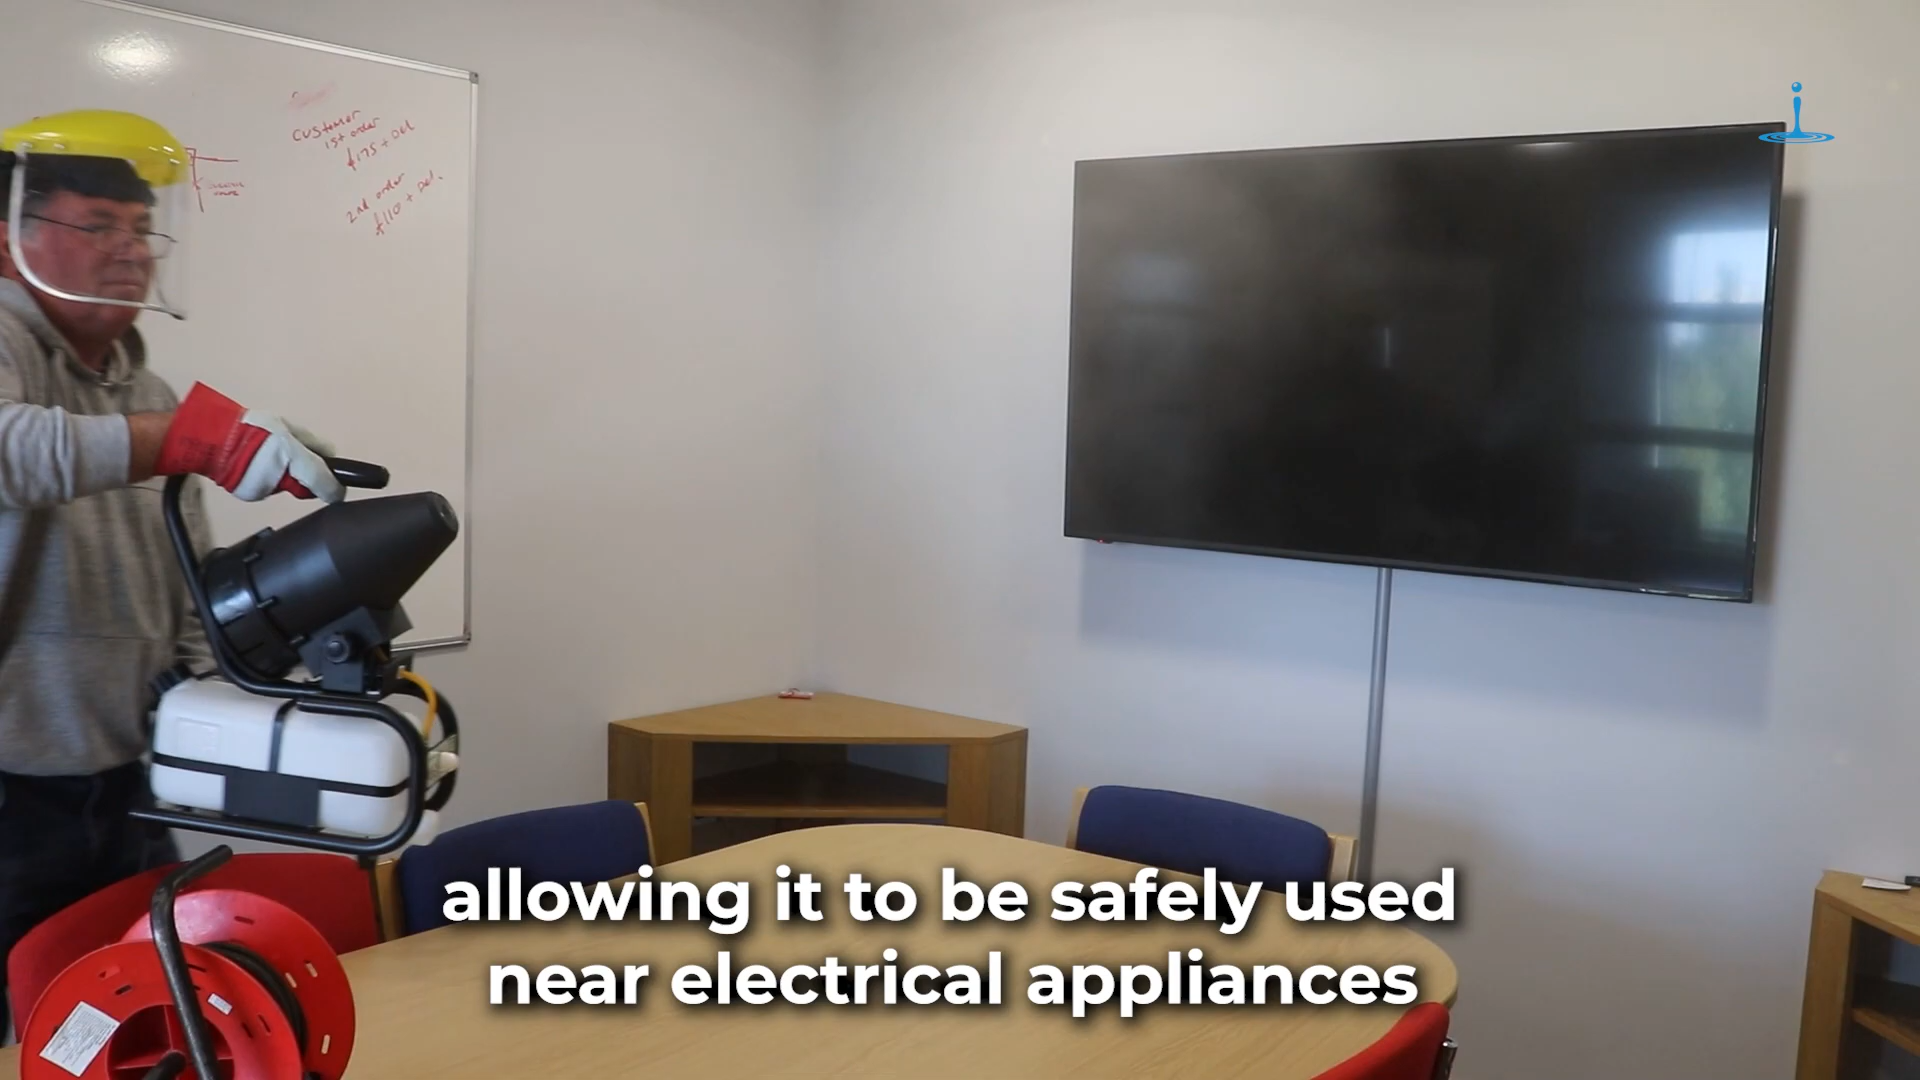 customer
1st order
£175 + Del
2nd order
£110 + Del.
allowing it to be safely used
near electrical appliances